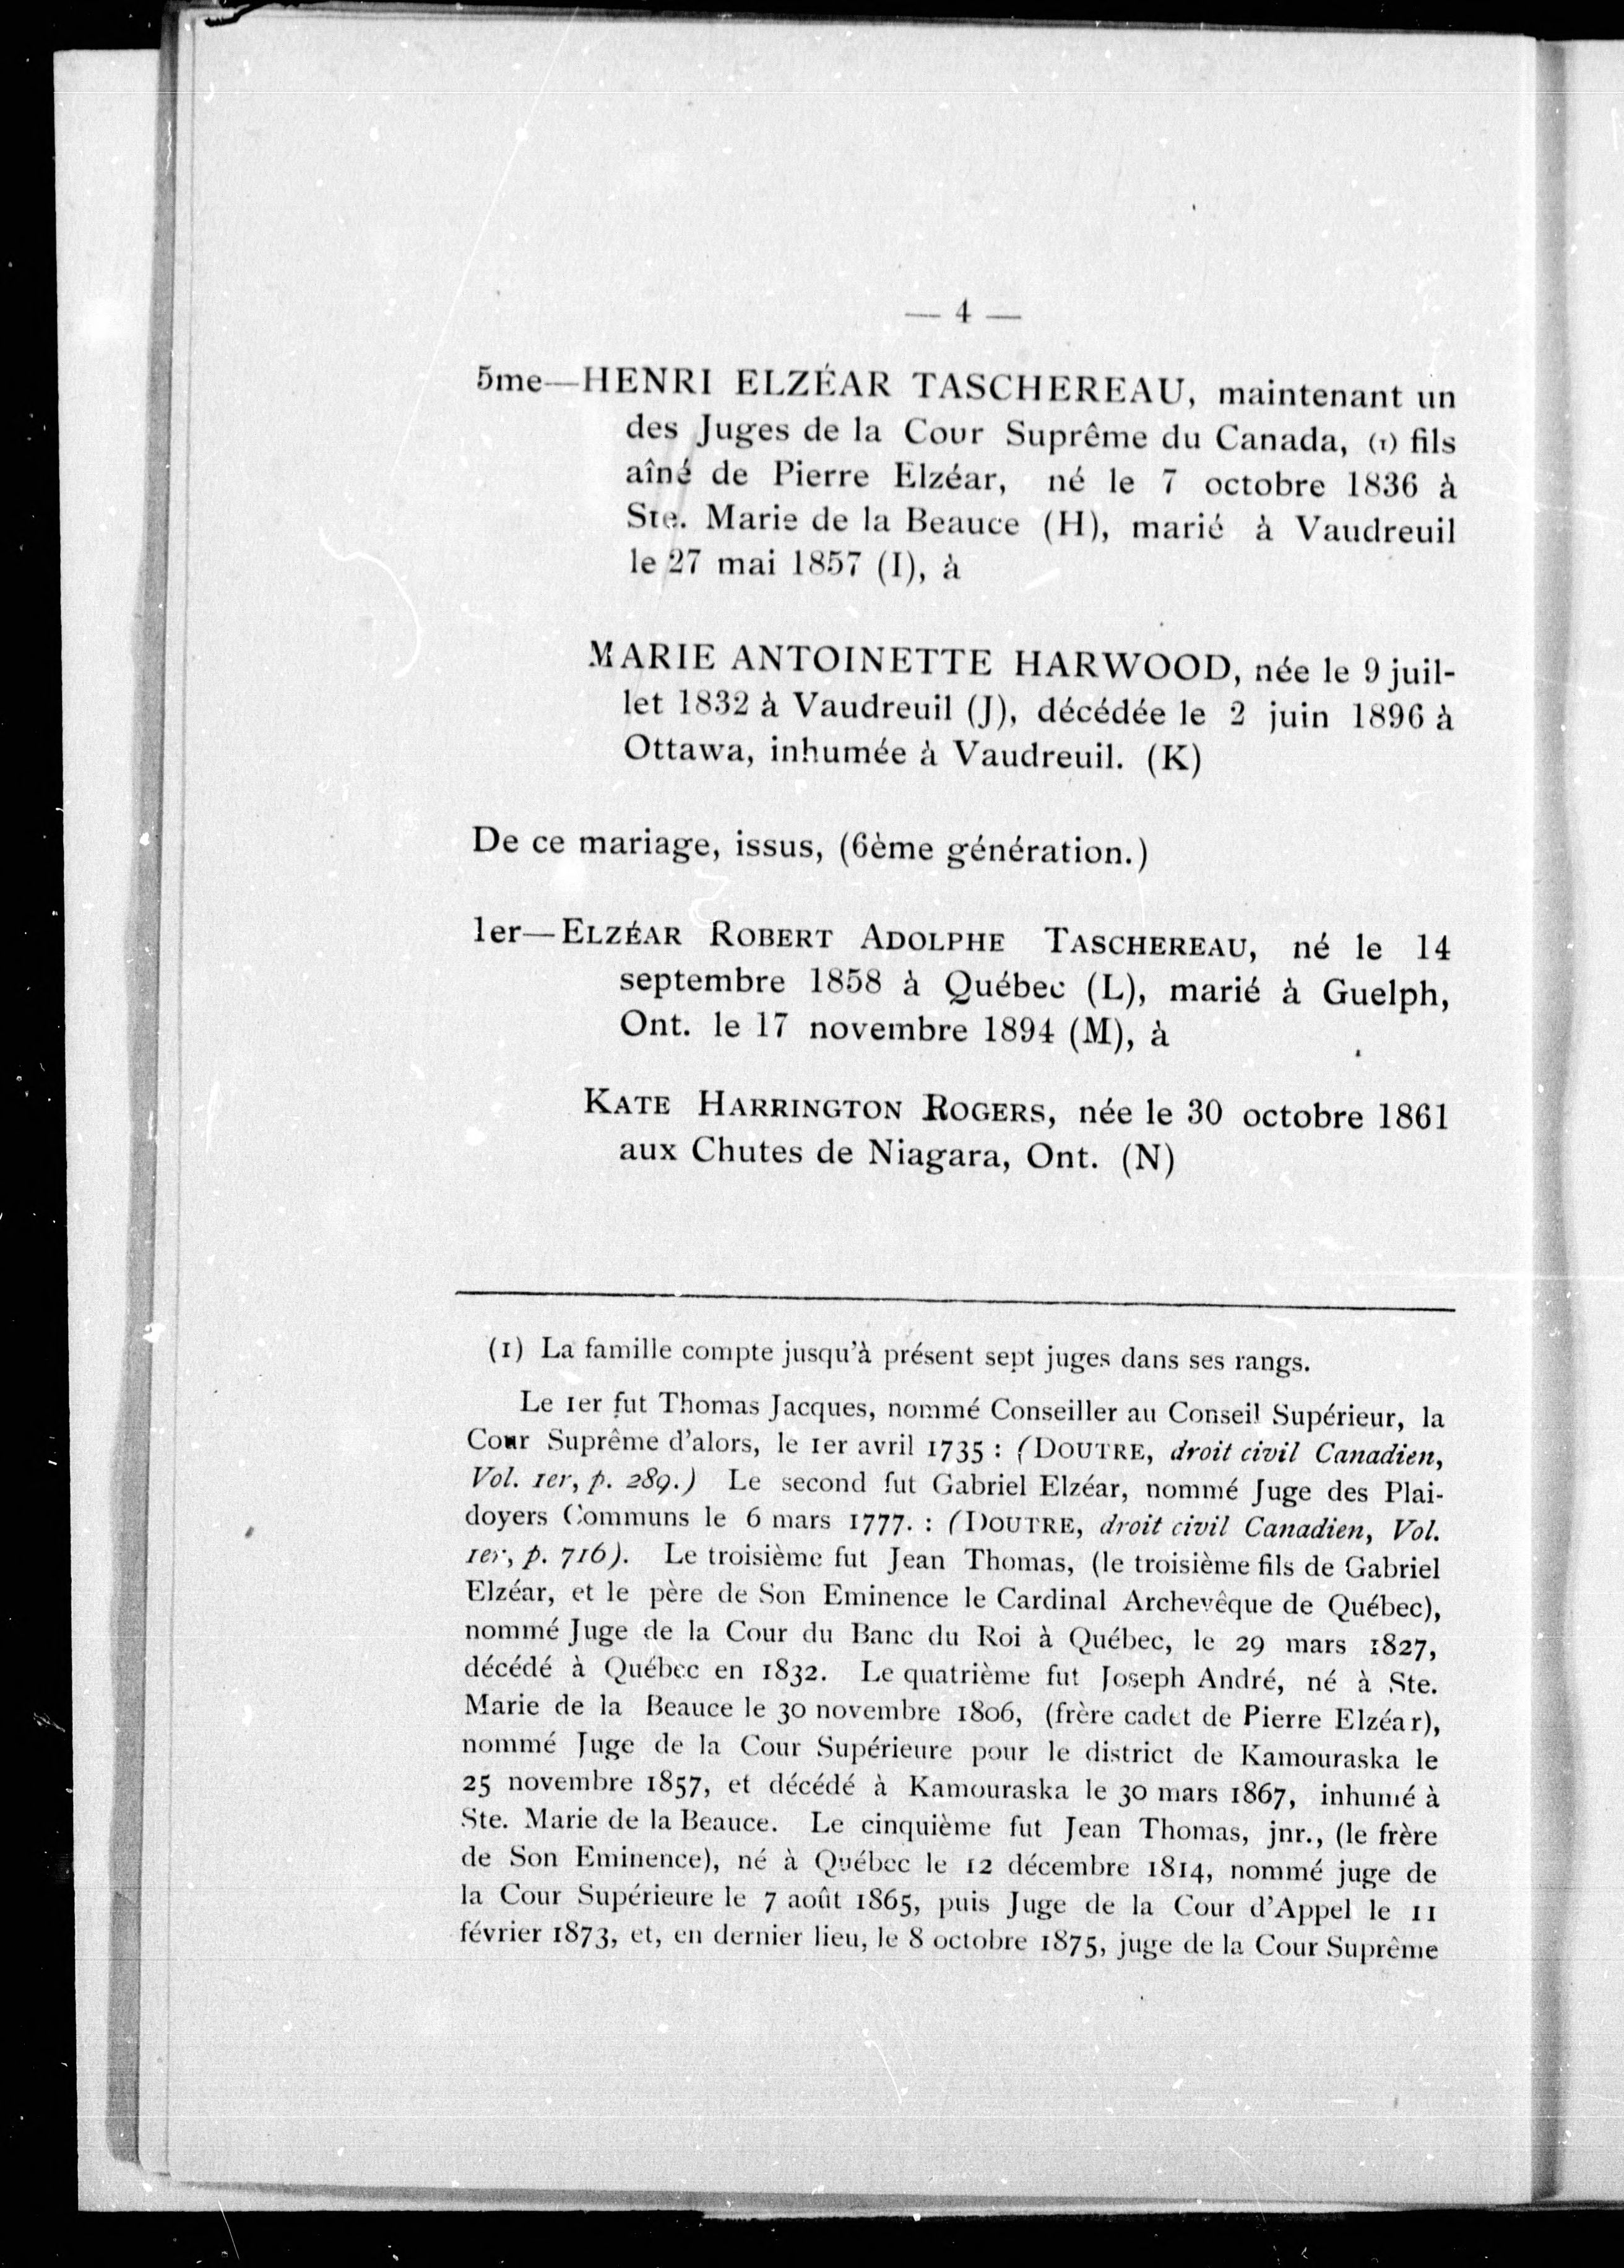 — 4 —
5me—HENRI ELZÉAR TASCHEREAU, maintenant un
des Juges de la Cour Suprême du Canada, (1) fils
aîné de Pierre Elzéar, né le 7 octobre 1836 à
Ste. Marie de la Beauce (H), marié à Vaudreuil
le 27 mai 1857 (I), à
MARIE ANTOINETTE HARWOOD, née le 9 juil-
let 1832 à Vaudreuil (J), décédée le 2 juin 1896 à
Ottawa, inhumée à Vaudreuil. (K)
De ce mariage, issus, (6ème génération.)
1er—ELZÉAR ROBERT ADOLPHE TASCHEREAU, né le 14
septembre 1858 à Québec (L), marié à Guelph,
Ont. le 17 novembre 1894 (M), à
KATE HARRINGTON ROGERS, née le 30 octobre 1861
aux Chutes de Niagara, Ont. (N)
(1) La famille compte jusqu'à présent sept juges dans ses rangs.
Le 1er fut Thomas Jacques, nommé Conseiller au Conseil Supérieur, la
Cour Suprême d'alors, le 1er avril 1735 : (DOUTRE, droit civil Canadien,
Vol. 1er, p. 289.) Le second fut Gabriel Elzéar, nommé Juge des Plai-
doyers Communs le 6 mars 1777. : (DOUTRE, droit civil Canadien, Vol.
1er, p. 716). Le troisième fut Jean Thomas, (le troisième fils de Gabriel
Elzéar, et le père de Son Eminence le Cardinal Archevêque de Québec),
nommé Juge de la Cour du Banc du Roi à Québec, le 29 mars 1827,
décédé à Québec en 1832. Le quatrième fut Joseph André, né à Ste.
Marie de la Beauce le 30 novembre 1806, (frère cadet de Pierre Elzéar),
nommé Juge de la Cour Supérieure pour le district de Kamouraska le
25 novembre 1857, et décédé à Kamouraska le 30 mars 1867, inhumé à
Ste. Marie de la Beauce. Le cinquième fut Jean Thomas, jnr., (le frère
de Son Eminence), né à Québec le 12 décembre 1814, nommé juge de
la Cour Supérieure le 7 août 1865, puis Juge de la Cour d'Appel le 11
février 1873, et, en dernier lieu, le 8 octobre 1875, juge de la Cour Suprême